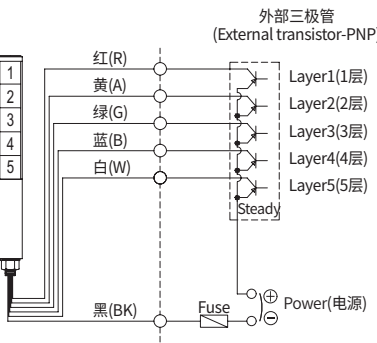 外部三极管
(External transistor-PNP)
红(R)
黄(A)
绿(G)
蓝(B)
白(W)
1
2
3
4
5
Layer1(1层)
Layer2(2层)
Layer3(3层)
Layer4(4层)
Layer5(5层)
Steady
黑(BK)
Fuse
Power(电源)